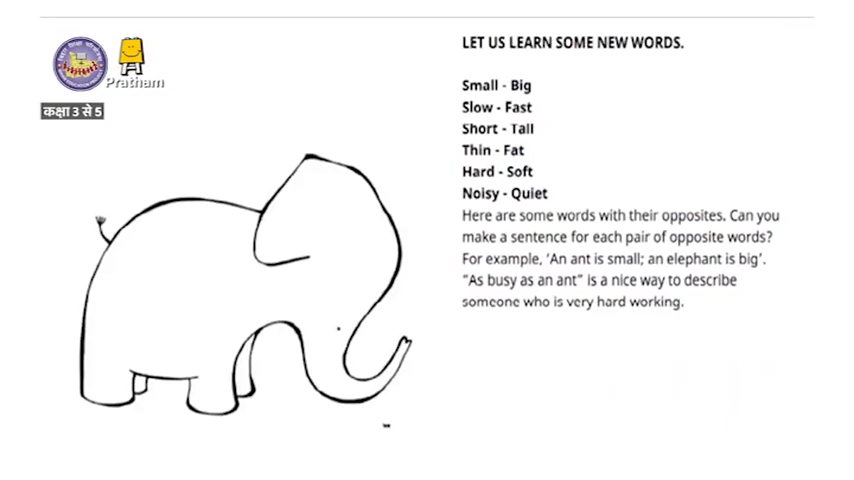 Pratham
कक्षा 3 से 5
LET US LEARN SOME NEW WORDS.
Small - Big
Slow - Fast
Short - Tall
Thin - Fat
Hard - Soft
Noisy - Quiet
Here are some words with their opposites. Can you
make a sentence for each pair of opposite words?
For example, ‘An ant is small; an elephant is big’.
“As busy as an ant” is a nice way to describe
someone who is very hard working.